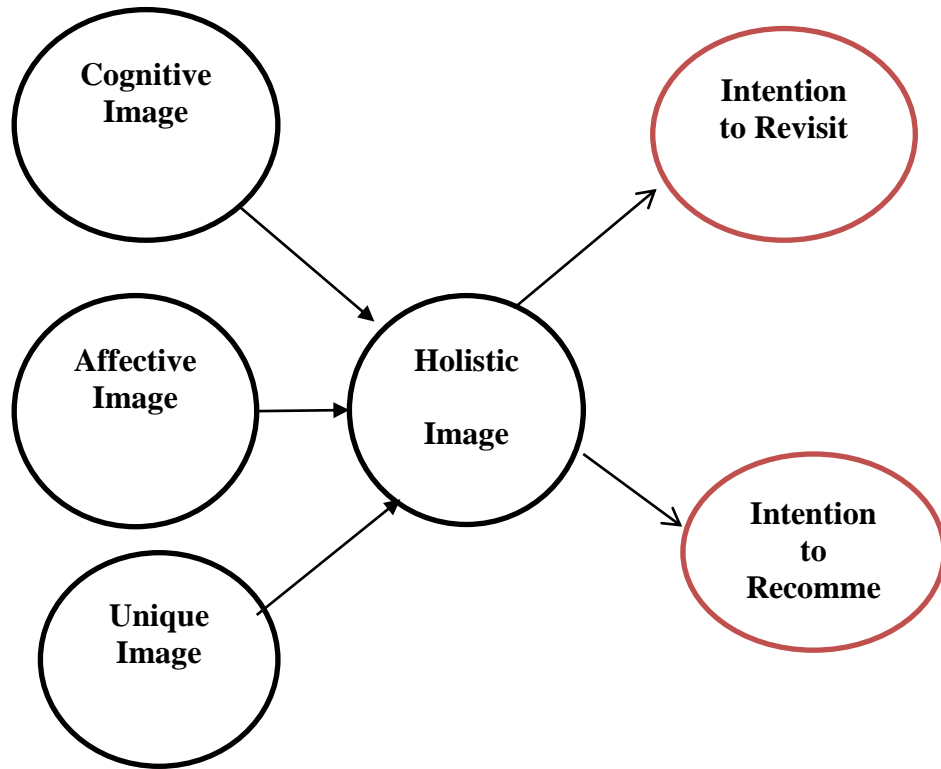 Cognitive
Image
Intention
to Revisit
Affective
Image
Holistic
Image
Intention
to
Recomme
Unique
Image